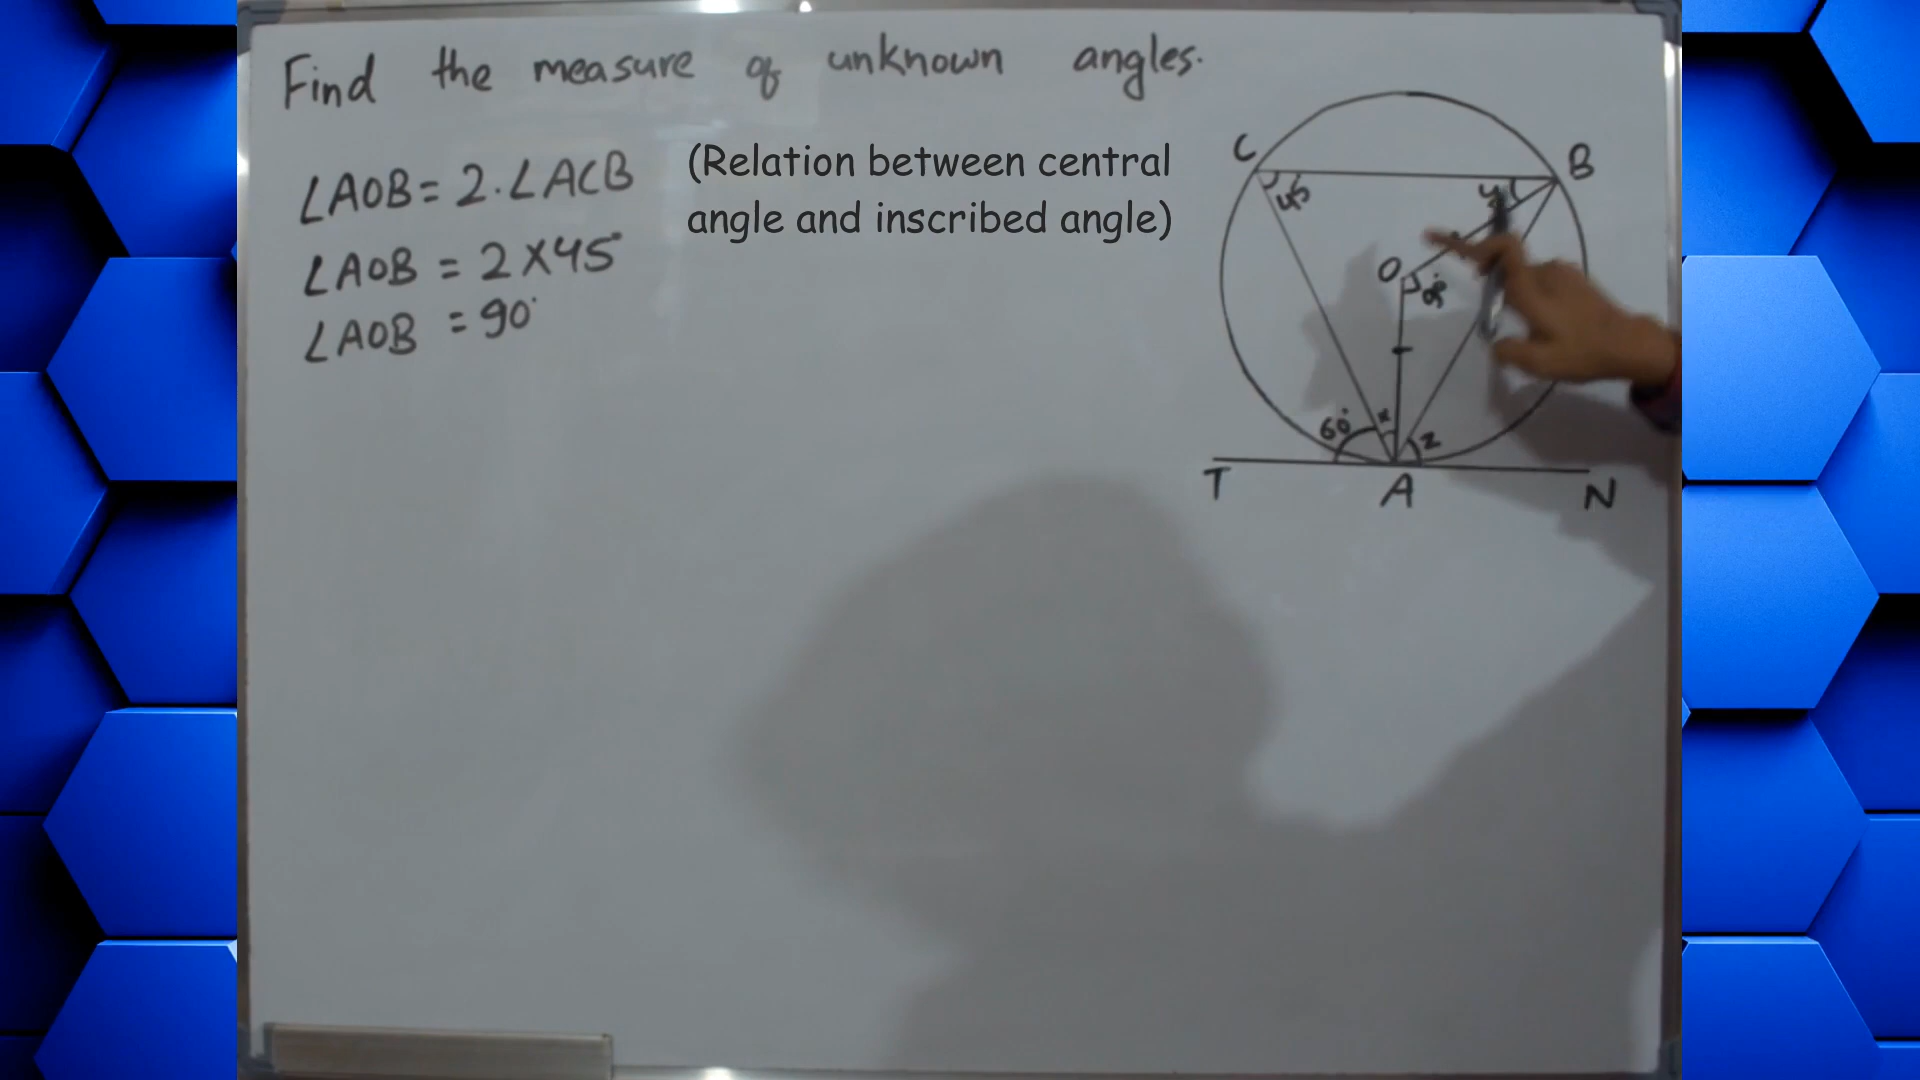 Find the measure of unknown angles.
∠AOB = 2·∠ACB
(Relation between central
angle and inscribed angle)
∠AOB = 2×45°
∠AOB = 90°
C
B
45°
y
O
60°
x
z
T
A
N